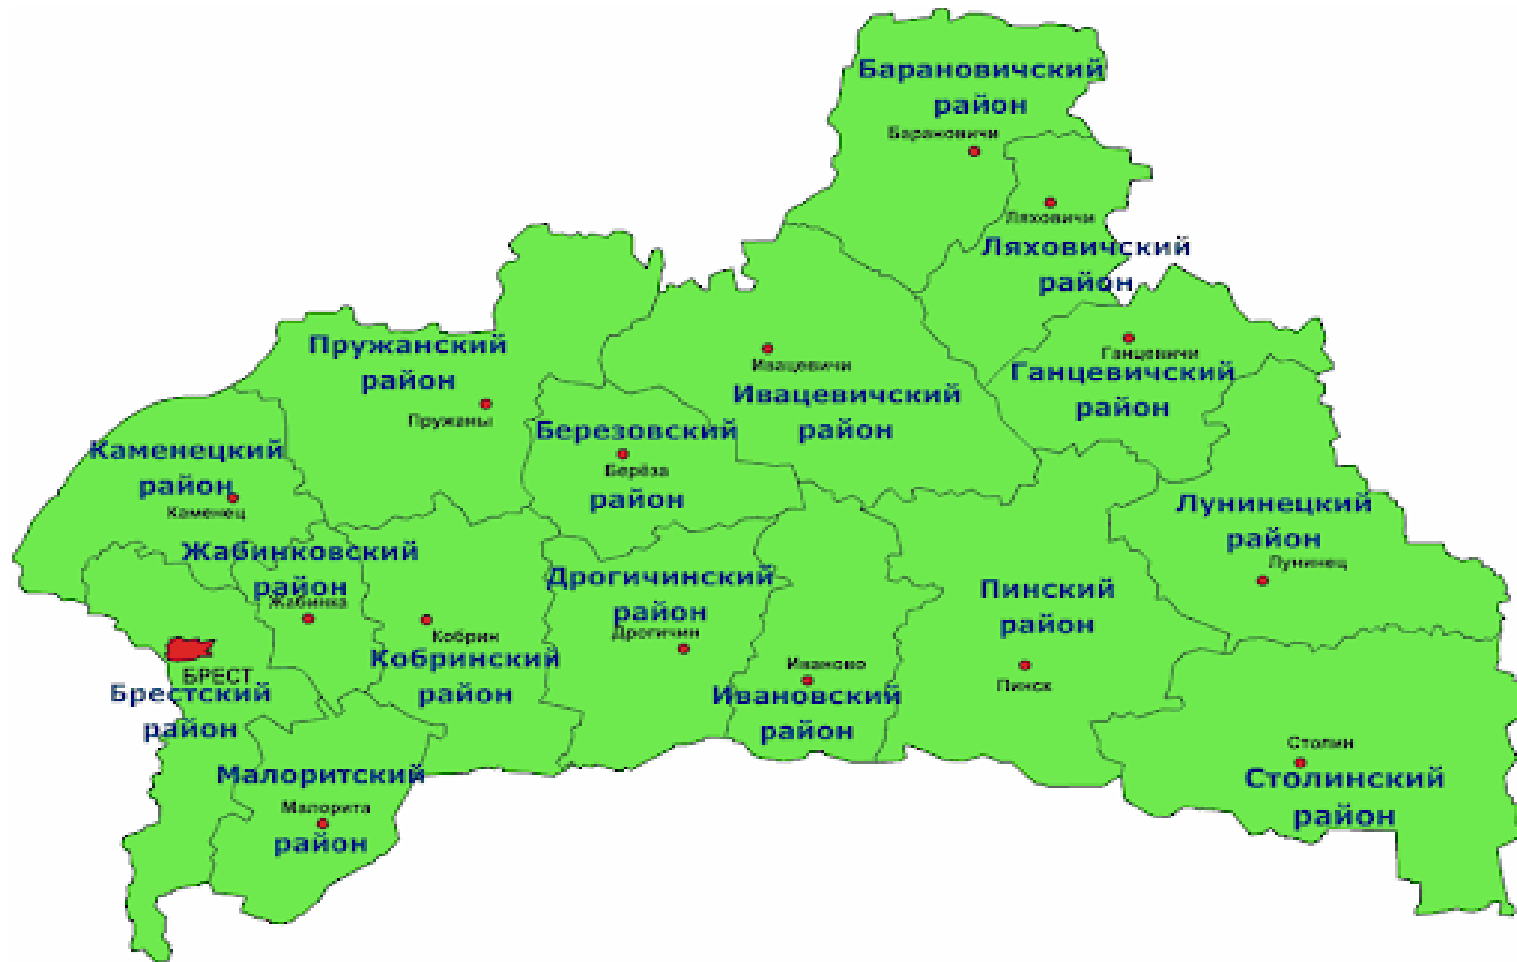 Барановичский
район
Барановичи
Ляховичи
Ляховичский
район
Пружанский
район
Пружаны
Ивацевичи
Ивацевичский
район
Ганцевичи
Ганцевичский
район
Каменецкий
район
Каменец
Березовский
Берёза
район
Лунинецкий
район
Лунинец
Жабинковский
район
Жабинка
Кобрин
Кобринский
район
Дрогичинский
район
Дрогичин
Пинский
район
Пинск
Иваново
Ивановский
район
БРЕСТ
Брестский
район
Малоритский
Малорита
район
Столин
Столинский
район